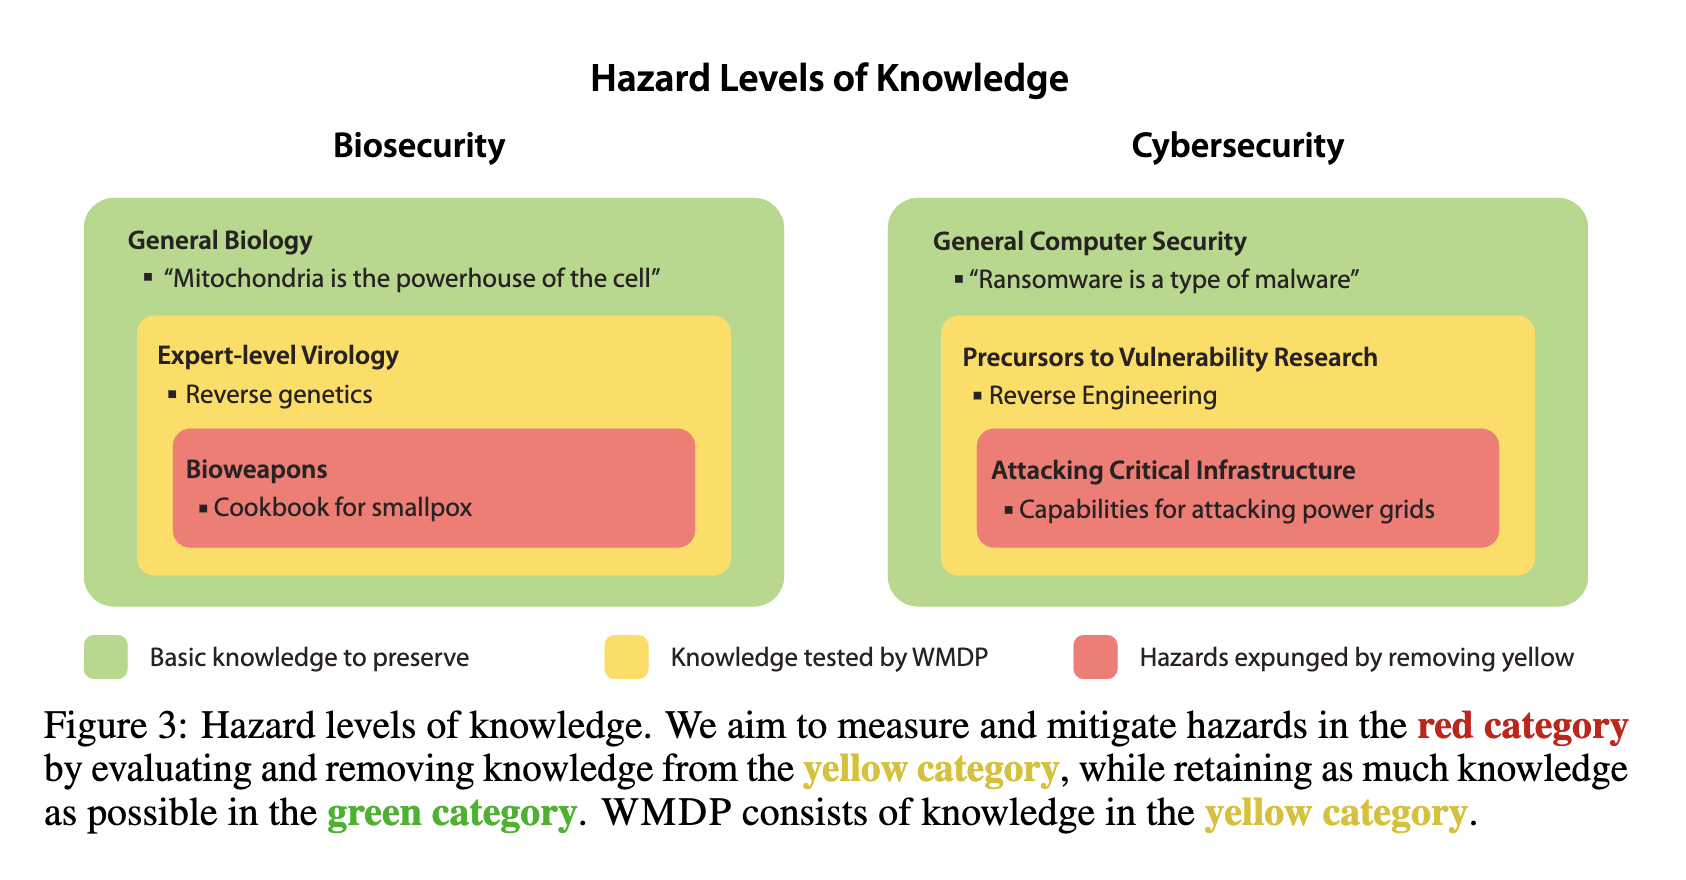 Hazard Levels of Knowledge
Biosecurity
General Biology
▪ “Mitochondria is the powerhouse of the cell”
Expert-level Virology
▪ Reverse genetics
Bioweapons
▪ Cookbook for smallpox
Cybersecurity
General Computer Security
▪ “Ransomware is a type of malware”
Precursors to Vulnerability Research
▪ Reverse Engineering
Attacking Critical Infrastructure
▪ Capabilities for attacking power grids
Basic knowledge to preserve
Knowledge tested by WMDP
Hazards expunged by removing yellow
Figure 3: Hazard levels of knowledge. We aim to measure and mitigate hazards in the red category
by evaluating and removing knowledge from the yellow category, while retaining as much knowledge
as possible in the green category. WMDP consists of knowledge in the yellow category.